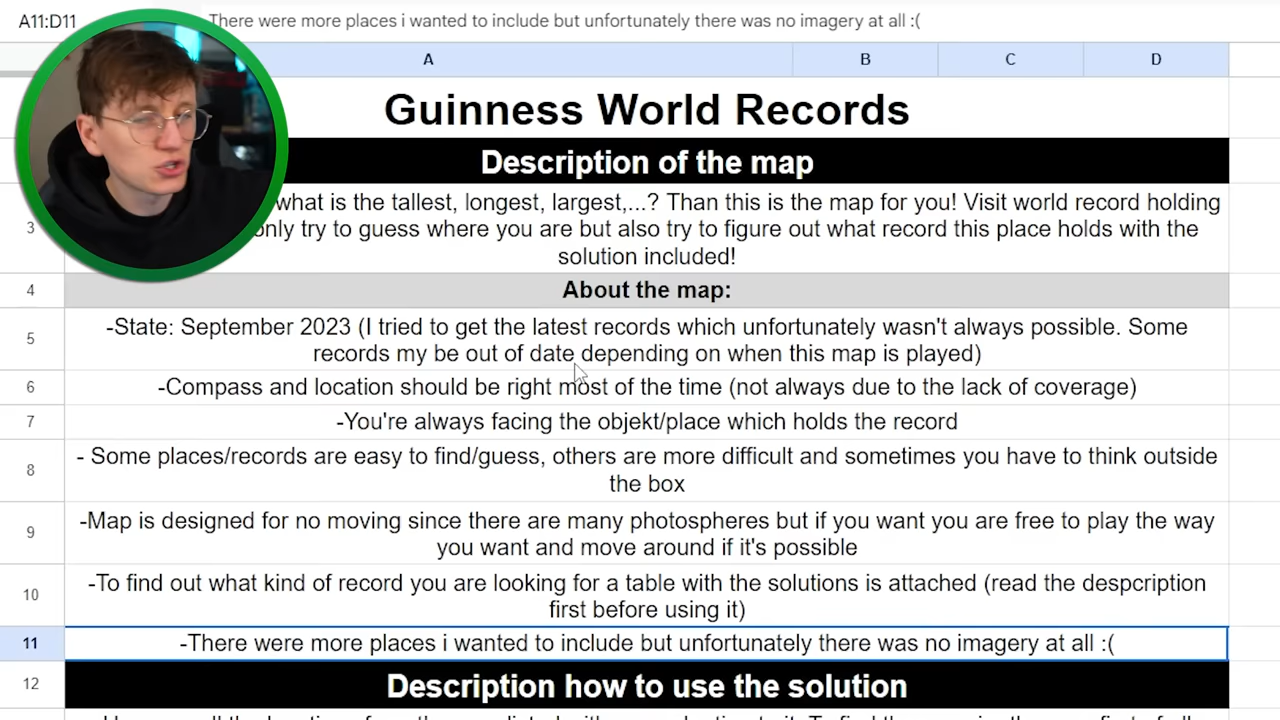 A11:D11
There were more places i wanted to include but unfortunately there was no imagery at all :(
A B C D
Guinness World Records
Description of the map
what is the tallest, longest, largest,...? Than this is the map for you! Visit world record holding
3
only try to guess where you are but also try to figure out what record this place holds with the
solution included!
4 About the map:
-State: September 2023 (I tried to get the latest records which unfortunately wasn't always possible. Some
5
records my be out of date depending on when this map is played)
6 -Compass and location should be right most of the time (not always due to the lack of coverage)
7 -You're always facing the objekt/place which holds the record
- Some places/records are easy to find/guess, others are more difficult and sometimes you have to think outside
8
the box
-Map is designed for no moving since there are many photospheres but if you want you are free to play the way
9
you want and move around if it's possible
-To find out what kind of record you are looking for a table with the solutions is attached (read the despcription
10
first before using it)
11 -There were more places i wanted to include but unfortunately there was no imagery at all :(
12 Description how to use the solution